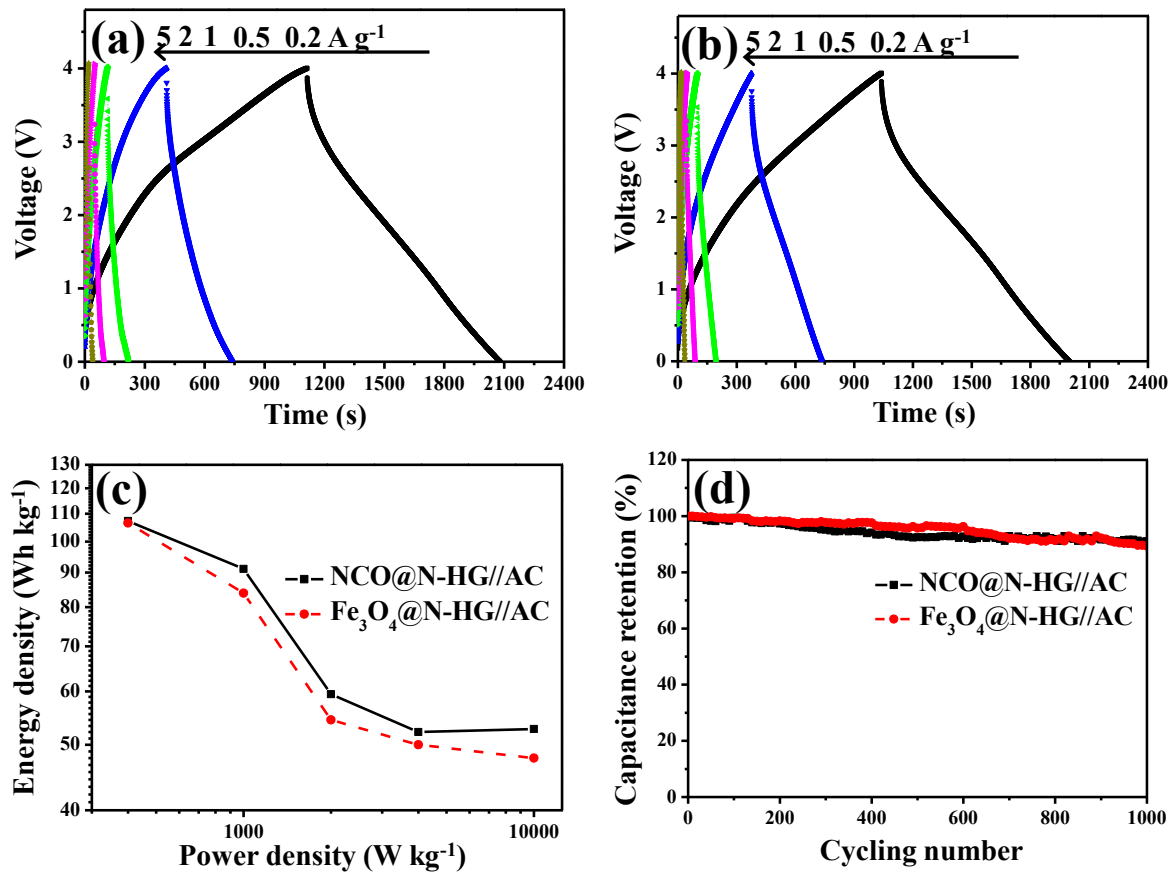 (a)
5 2 1 0.5 0.2 A g⁻¹
4
3
2
1
0
Voltage (V)
0 300 600 900 1200 1500 1800 2100 2400
Time (s)
(b)
5 2 1 0.5 0.2 A g⁻¹
4
3
2
1
0
Voltage (V)
0 300 600 900 1200 1500 1800 2100 2400
Time (s)
(c)
130
120
110
100
90
80
70
60
50
40
Energy density (Wh kg⁻¹)
NCO@N-HG//AC
Fe₃O₄@N-HG//AC
1000 10000
Power density (W kg⁻¹)
(d)
120
100
80
60
40
20
0
Capacitance retention (%)
NCO@N-HG//AC
Fe₃O₄@N-HG//AC
0 200 400 600 800 1000
Cycling number